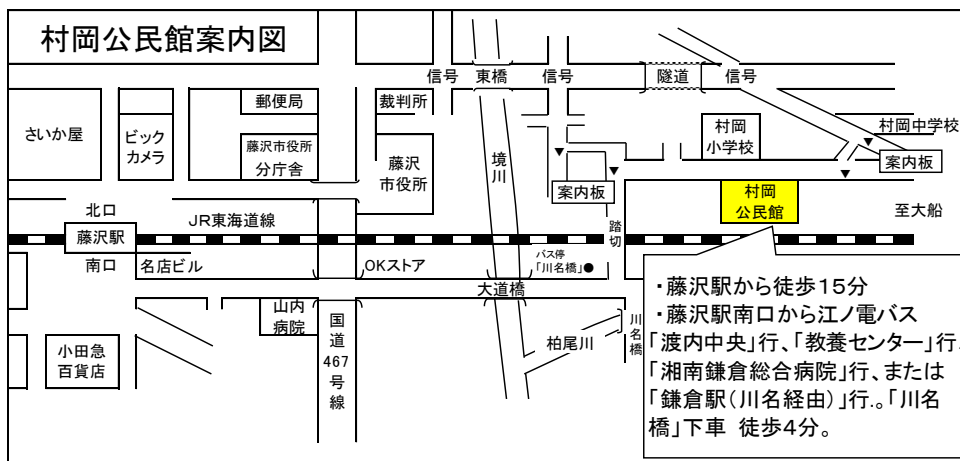 村岡公民館案内図
信号
東橋
信号
隧道
信号
郵便局
裁判所
さいか屋
ビック
カメラ
藤沢市役所
分庁舎
藤沢
市役所
境川
村岡
小学校
村岡中学校
案内板
案内板
村岡
公民館
北口
JR東海道線
踏切
至大船
藤沢駅
南口
名店ビル
OKストア
バス停
「川名橋」●
大道橋
山内
病院
国道467号線
川名橋
柏尾川
小田急
百貨店
・藤沢駅から徒歩15分
・藤沢駅南口から江ノ電バス
「渡内中央」行、「教養センター」行、
「湘南鎌倉総合病院」行、または
「鎌倉駅(川名経由)」行.。「川名
橋」下車 徒歩4分。